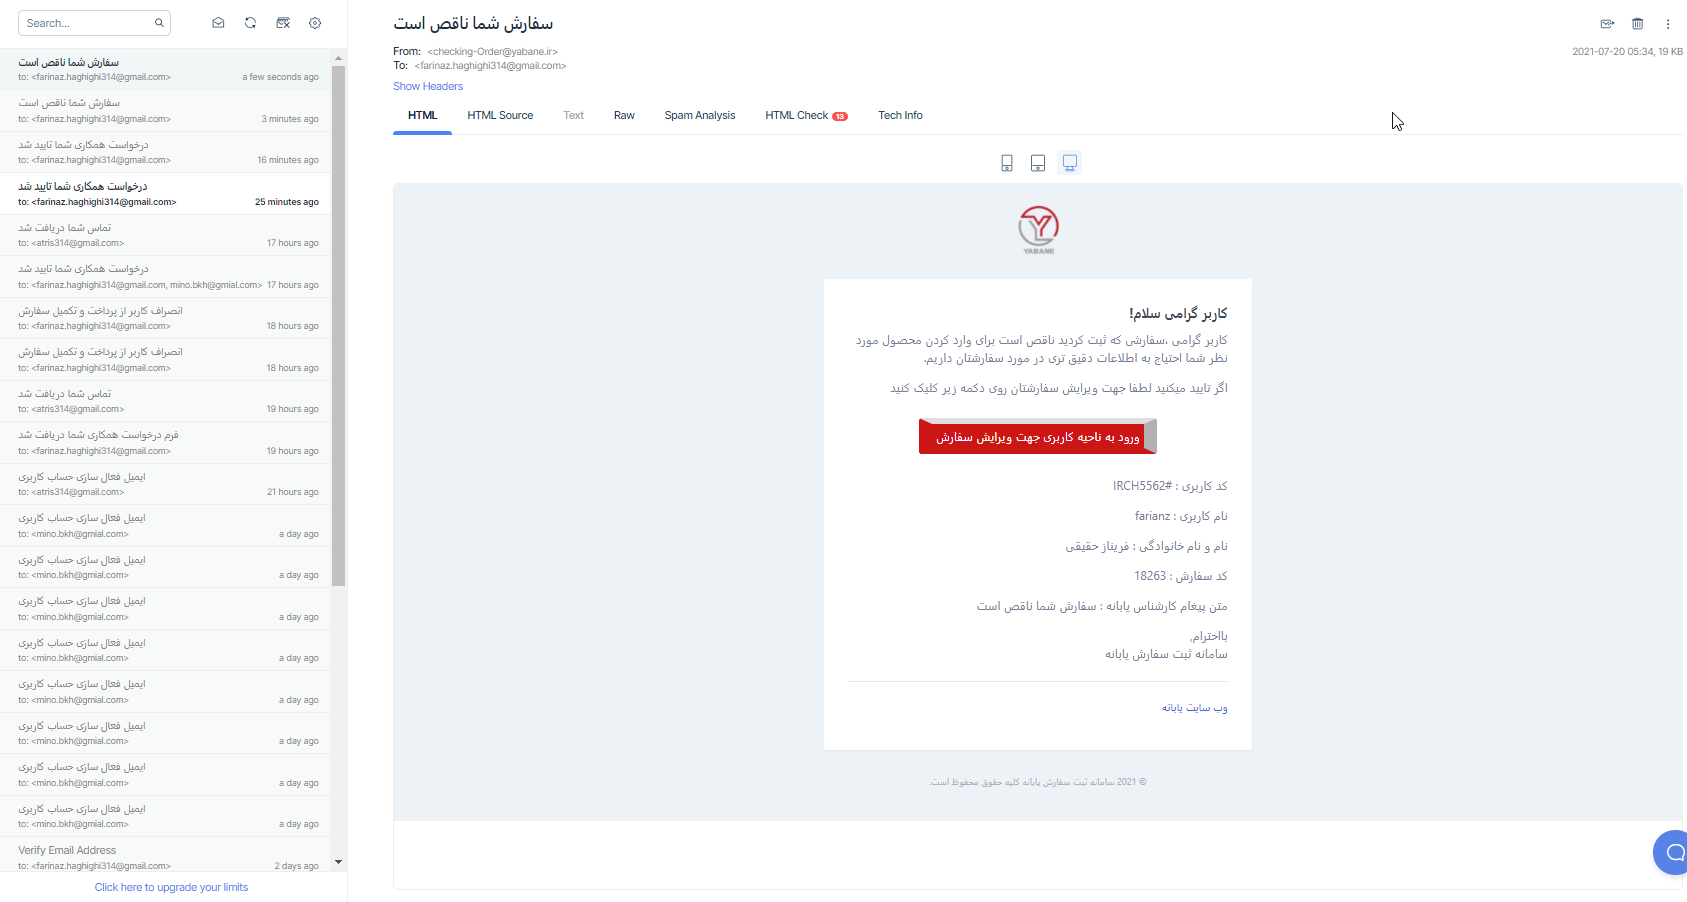 Search...
سفارش شما ناقص است
to: <farinaz.haghighi314@gmail.com>
a few seconds ago
سفارش شما ناقص است
to: <farinaz.haghighi314@gmail.com>
3 minutes ago
درخواست همکاری شما تایید شد
to: <farinaz.haghighi314@gmail.com>
16 minutes ago
درخواست همکاری شما تایید شد
to: <farinaz.haghighi314@gmail.com>
25 minutes ago
تماس شما دریافت شد
to: <atris314@gmail.com>
17 hours ago
درخواست همکاری شما تایید شد
to: <farinaz.haghighi314@gmail.com, mino.bkh@gmial.com>
17 hours ago
انصراف کاربر از پرداخت و تکمیل سفارش
to: <farinaz.haghighi314@gmail.com>
18 hours ago
انصراف کاربر از پرداخت و تکمیل سفارش
to: <farinaz.haghighi314@gmail.com>
18 hours ago
تماس شما دریافت شد
to: <atris314@gmail.com>
19 hours ago
فرم درخواست همکاری شما دریافت شد
to: <farinaz.haghighi314@gmail.com>
19 hours ago
ایمیل فعال سازی حساب کاربری
to: <atris314@gmail.com>
21 hours ago
ایمیل فعال سازی حساب کاربری
to: <mino.bkh@gmial.com>
a day ago
ایمیل فعال سازی حساب کاربری
to: <mino.bkh@gmial.com>
a day ago
ایمیل فعال سازی حساب کاربری
to: <mino.bkh@gmial.com>
a day ago
ایمیل فعال سازی حساب کاربری
to: <mino.bkh@gmial.com>
a day ago
ایمیل فعال سازی حساب کاربری
to: <mino.bkh@gmial.com>
a day ago
ایمیل فعال سازی حساب کاربری
to: <mino.bkh@gmial.com>
a day ago
ایمیل فعال سازی حساب کاربری
to: <mino.bkh@gmial.com>
a day ago
ایمیل فعال سازی حساب کاربری
to: <mino.bkh@gmial.com>
a day ago
Verify Email Address
to: <farinaz.haghighi314@gmail.com>
2 days ago
Click here to upgrade your limits
سفارش شما ناقص است
From: <checking-Order@yabane.ir>
2021-07-20 05:34, 19 KB
To: <farinaz.haghighi314@gmail.com>
Show Headers
HTML HTML Source Text Raw Spam Analysis HTML Check 13 Tech Info
YABANE
کاربر گرامی سلام!
کاربر گرامی ،سفارشی که ثبت کردید ناقص است برای وارد کردن محصول مورد
نظر شما احتیاج به اطلاعات دقیق تری در مورد سفارشتان داریم.
اگر تایید میکنید لطفا جهت ویرایش سفارشتان روی دکمه زیر کلیک کنید
ورود به ناحیه کاربری جهت ویرایش سفارش
کد کاربری : IRCH5562#
نام کاربری : farianz
نام و نام خانوادگی : فریناز حقیقی
کد سفارش : 18263
متن پیغام کارشناس یابانه : سفارش شما ناقص است
بااحترام,
سامانه ثبت سفارش یابانه
وب سایت یابانه
© 2021 سامانه ثبت سفارش یابانه کلیه حقوق محفوظ است.